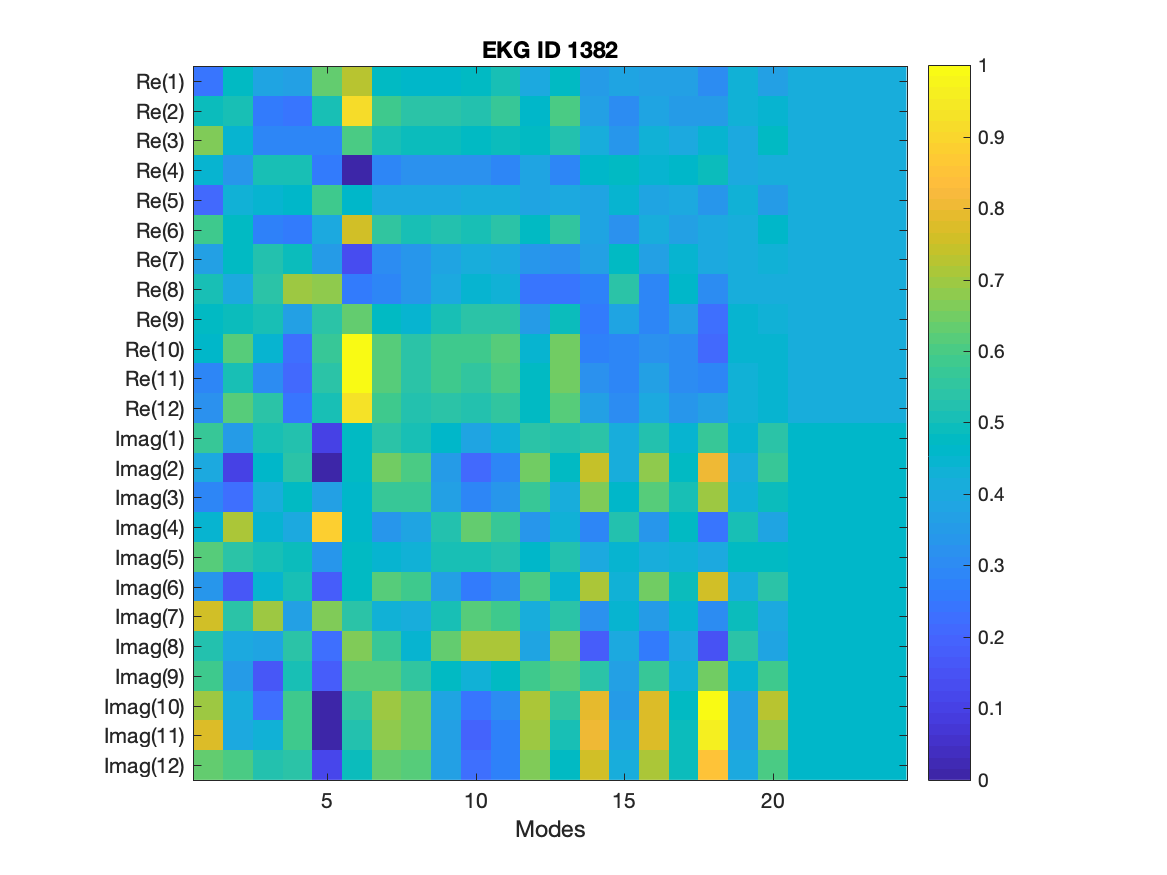 EKG ID 1382
Re(1)
Re(2)
Re(3)
Re(4)
Re(5)
Re(6)
Re(7)
Re(8)
Re(9)
Re(10)
Re(11)
Re(12)
Imag(1)
Imag(2)
Imag(3)
Imag(4)
Imag(5)
Imag(6)
Imag(7)
Imag(8)
Imag(9)
Imag(10)
Imag(11)
Imag(12)
5 10 15 20
Modes
1
0.9
0.8
0.7
0.6
0.5
0.4
0.3
0.2
0.1
0